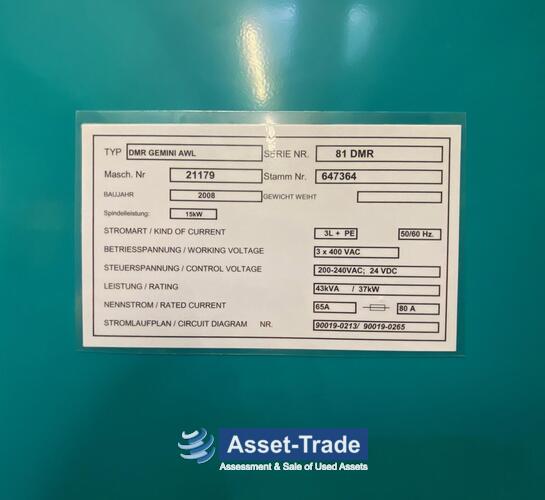 TYP DMR GEMINI AWL SERIE NR. 81 DMR
Masch. Nr 21179 Stamm Nr. 647364
BAUJAHR 2008 GEWICHT WEIHT
Spindelleistung: 15kW
STROMART / KIND OF CURRENT 3L + PE 50/60 Hz.
BETRIESSPANNUNG / WORKING VOLTAGE 3 x 400 VAC
STEUERSPANNUNG / CONTROL VOLTAGE 200-240VAC; 24 VDC
LEISTUNG / RATING 43kVA / 37kW
NENNSTROM / RATED CURRENT 65A 80 A
STROMLAUFPLAN / CIRCUIT DIAGRAM NR. 90019-0213/ 90019-0265
Asset-Trade
Assessment & Sale of Used Assets